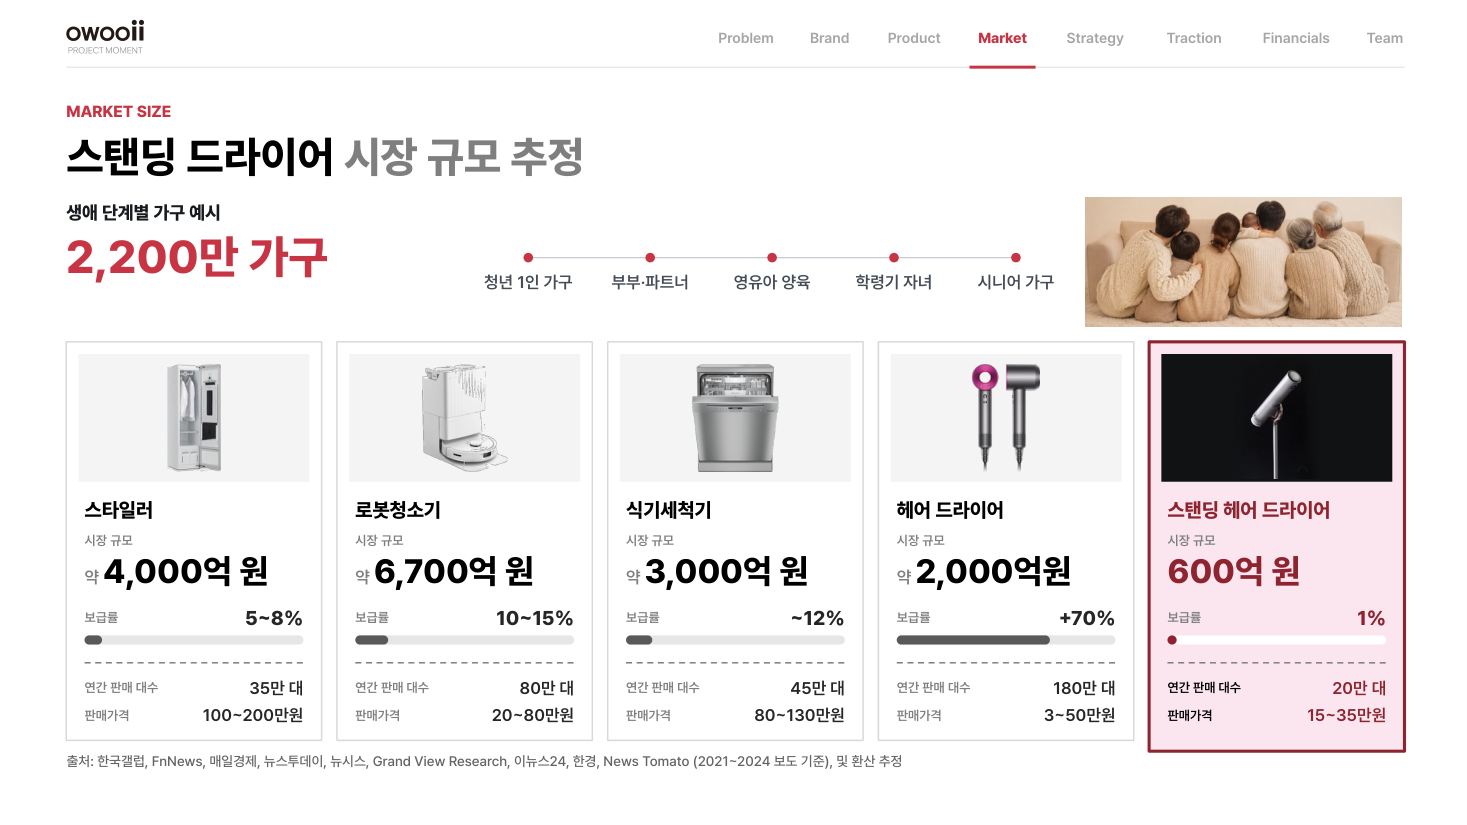 owooii
PROJECT MOMENT
Problem Brand Product Market Strategy Traction Financials Team
MARKET SIZE
스탠딩 드라이어 시장 규모 추정
생애 단계별 가구 예시
2,200만 가구
청년 1인 가구 부부·파트너 영유아 양육 학령기 자녀 시니어 가구
스타일러
시장 규모
약 4,000억 원
보급률 5~8%
연간 판매 대수 35만 대
판매가격 100~200만원
로봇청소기
시장 규모
약 6,700억 원
보급률 10~15%
연간 판매 대수 80만 대
판매가격 20~80만원
식기세척기
시장 규모
약 3,000억 원
보급률 ~12%
연간 판매 대수 45만 대
판매가격 80~130만원
헤어 드라이어
시장 규모
약 2,000억원
보급률 +70%
연간 판매 대수 180만 대
판매가격 3~50만원
스탠딩 헤어 드라이어
시장 규모
600억 원
보급률 1%
연간 판매 대수 20만 대
판매가격 15~35만원
출처: 한국갤럽, FnNews, 매일경제, 뉴스투데이, 뉴시스, Grand View Research, 이뉴스24, 한경, News Tomato (2021~2024 보도 기준), 및 환산 추정